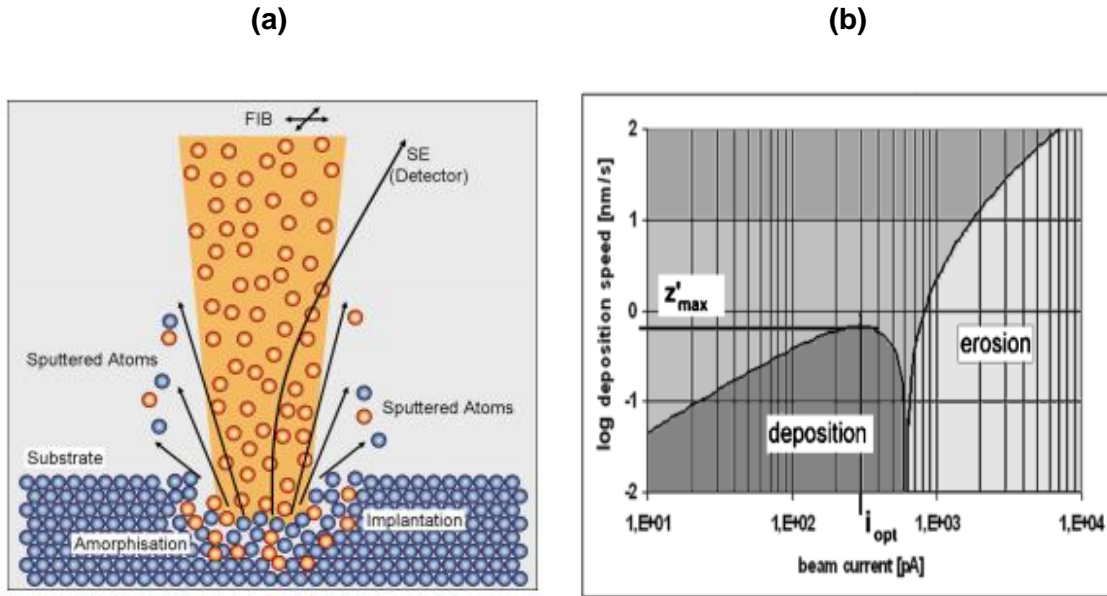 (a)
(b)
FIB
SE
(Detector)
Sputtered Atoms
Sputtered Atoms
Substrate
Implantation
Amorphisation
log deposition speed [nm/s]
2
1
0
-1
-2
z'max
erosion
deposition
1,E+01
1,E+02
1,E+03
1,E+04
iopt
beam current [pA]